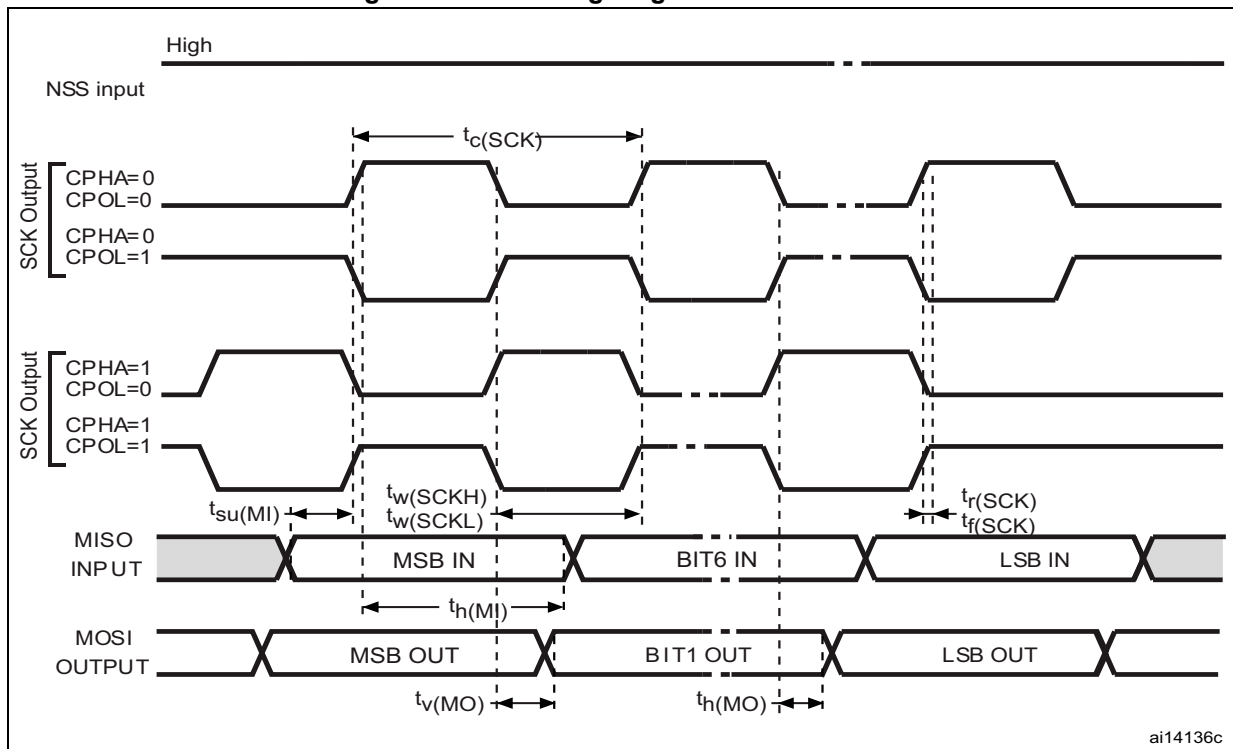 High
NSS input
tc(SCK)
SCK Output
CPHA=0
CPOL=0
CPHA=0
CPOL=1
SCK Output
CPHA=1
CPOL=0
CPHA=1
CPOL=1
tsu(MI)
tw(SCKH)
tw(SCKL)
tr(SCK)
tf(SCK)
MISO
INPUT
MSB IN
BIT6 IN
LSB IN
th(MI)
MOSI
OUTPUT
MSB OUT
BIT1 OUT
LSB OUT
tv(MO)
th(MO)
ai14136c